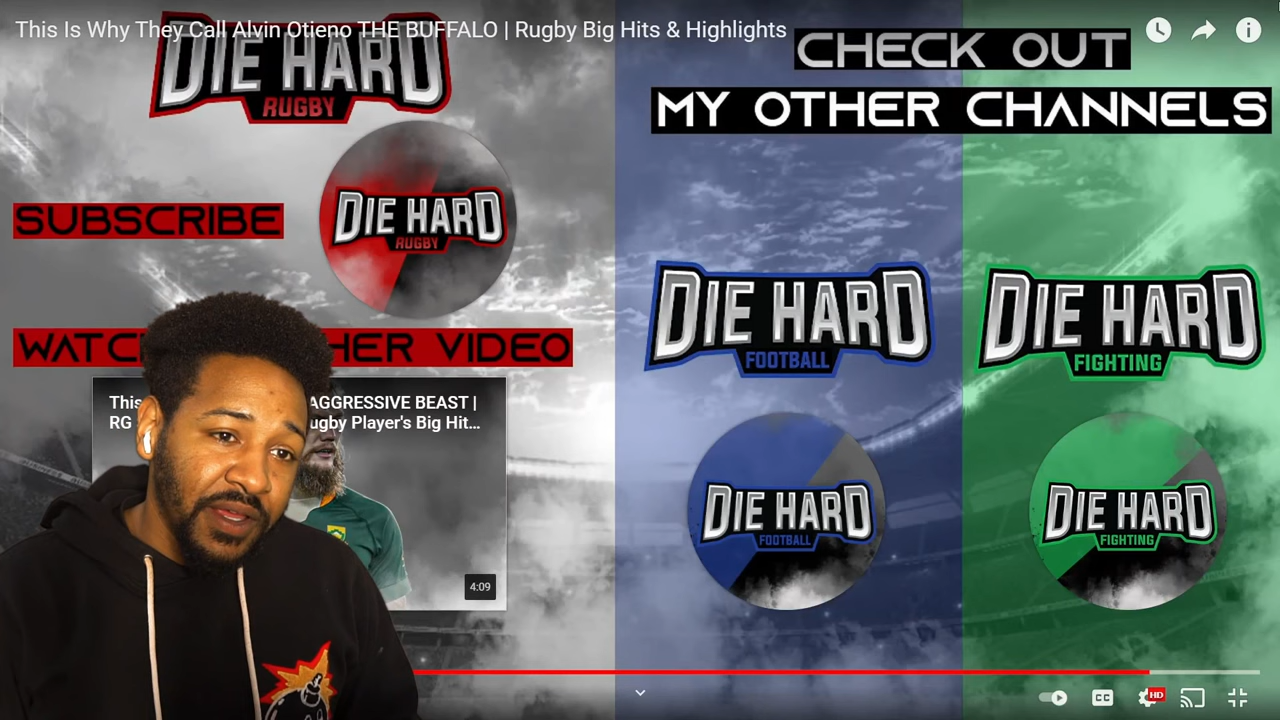 This Is Why They Call Alvin Otieno THE BUFFALO | Rugby Big Hits & Highlights
DIE HARD
RUGBY
CHECK OUT
MY OTHER CHANNELS
SUBSCRIBE
DIE HARD
RUGBY
DIE HARD
FOOTBALL
DIE HARD
FIGHTING
WATC HER VIDEO
This AGGRESSIVE BEAST |
RG ugby Player's Big Hit...
4:09
DIE HARD
FOOTBALL
DIE HARD
FIGHTING
CC
HD